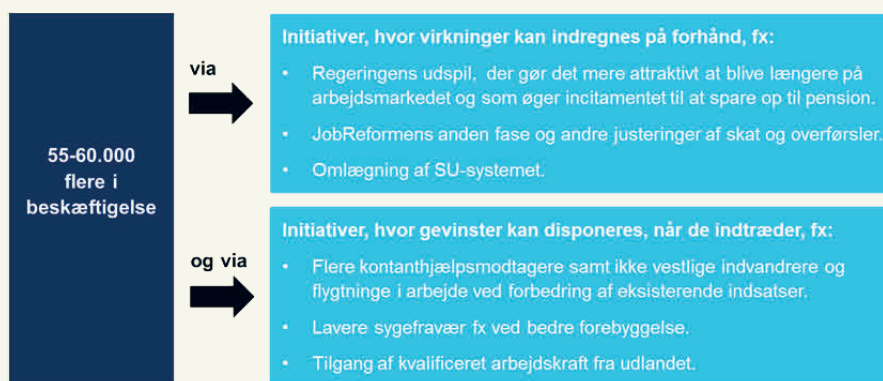 55-60.000
flere i
beskæftigelse
via
Initiativer, hvor virkninger kan indregnes på forhånd, fx:
• Regeringens udspil, der gør det mere attraktivt at blive længere på
arbejdsmarkedet og som øger incitamentet til at spare op til pension.
• JobReformens anden fase og andre justeringer af skat og overførsler.
• Omlægning af SU-systemet.
og via
Initiativer, hvor gevinster kan disponeres, når de indtræder, fx:
• Flere kontanthjælpsmodtagere samt ikke vestlige indvandrere og
flygtninge i arbejde ved forbedring af eksisterende indsatser.
• Lavere sygefravær fx ved bedre forebyggelse.
• Tilgang af kvalificeret arbejdskraft fra udlandet.